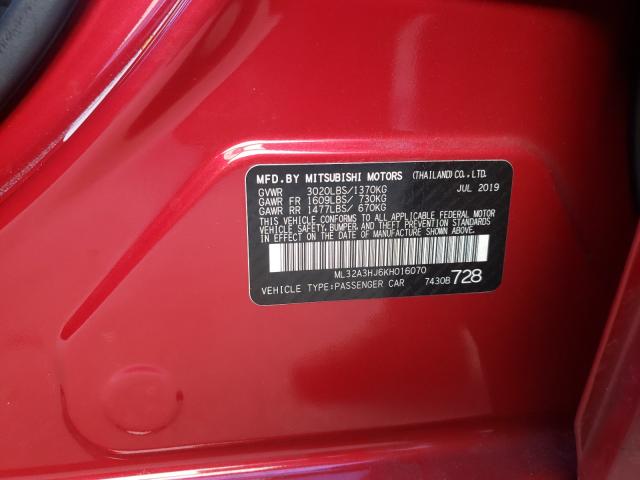 MFD.BY MITSUBISHI MOTORS (THAILAND)CO.,LTD.
GVWR 3020LBS/1370KG JUL 2019
GAWR FR 1609LBS/ 730KG
GAWR RR 1477LBS/ 670KG
THIS VEHICLE CONFORMS TO ALL APPLICABLE FEDERAL MOTOR
VEHICLE SAFETY, BUMPER, AND THEFT PREVENTION STANDARDS
IN EFFECT ON THE DATE OF MANUFACTURE SHOWN ABOVE.
ML32A3HJ6KH016070
VEHICLE TYPE:PASSENGER CAR 7430B 728